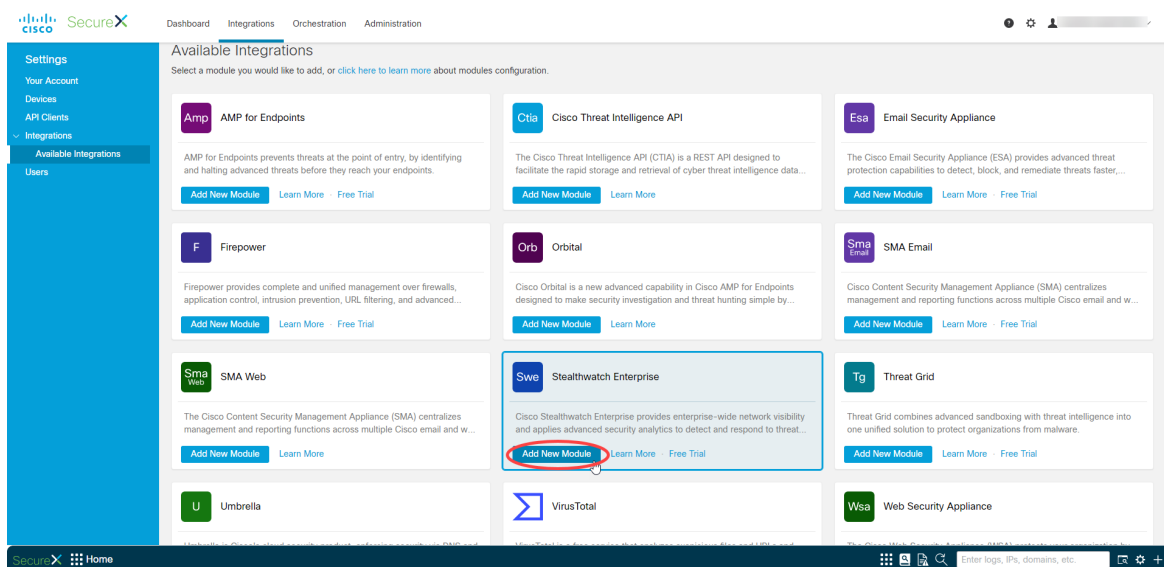 CISCO SecureX Dashboard Integrations Orchestration Administration
Settings
Your Account
Devices
API Clients
Integrations
Available Integrations
Users
Available Integrations
Select a module you would like to add, or click here to learn more about modules configuration.
Amp AMP for Endpoints
AMP for Endpoints prevents threats at the point of entry, by identifying
and halting advanced threats before they reach your endpoints.
Add New Module Learn More · Free Trial
Ctia Cisco Threat Intelligence API
The Cisco Threat Intelligence API (CTIA) is a REST API designed to
facilitate the rapid storage and retrieval of cyber threat intelligence data...
Add New Module Learn More
Esa Email Security Appliance
The Cisco Email Security Appliance (ESA) provides advanced threat
protection capabilities to detect, block, and remediate threats faster,...
Add New Module Learn More · Free Trial
F Firepower
Firepower provides complete and unified management over firewalls,
application control, intrusion prevention, URL filtering, and advanced...
Add New Module Learn More · Free Trial
Orb Orbital
Cisco Orbital is a new advanced capability in Cisco AMP for Endpoints
designed to make security investigation and threat hunting simple by...
Add New Module Learn More
Sma Email SMA Email
Cisco Content Security Management Appliance (SMA) centralizes
management and reporting functions across multiple Cisco email and w...
Add New Module Learn More · Free Trial
Sma Web SMA Web
The Cisco Content Security Management Appliance (SMA) centralizes
management and reporting functions across multiple Cisco email and w...
Add New Module Learn More
Swe Stealthwatch Enterprise
Cisco Stealthwatch Enterprise provides enterprise-wide network visibility
and applies advanced security analytics to detect and respond to threat...
Add New Module Learn More · Free Trial
Tg Threat Grid
Threat Grid combines advanced sandboxing with threat intelligence into
one unified solution to protect organizations from malware.
Add New Module Learn More · Free Trial
U Umbrella
VirusTotal
Wsa Web Security Appliance
SecureX Home Enter logs, IPs, domains, etc.